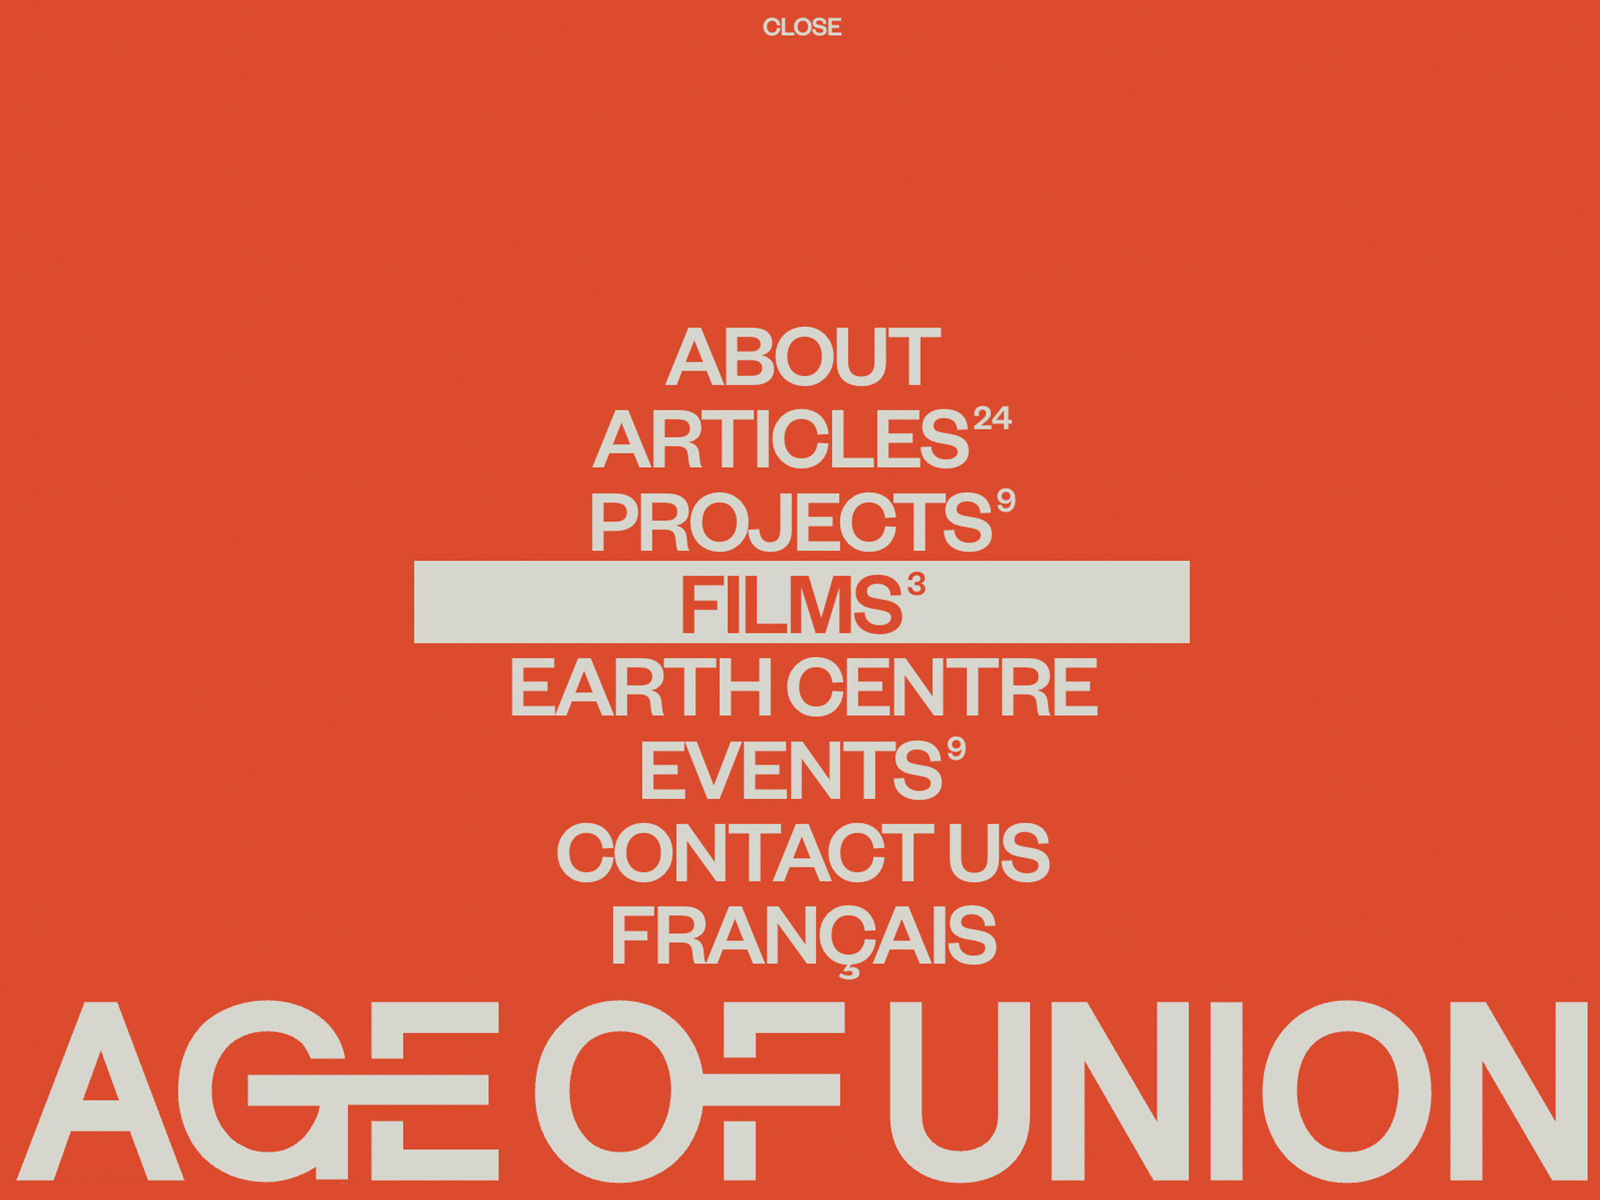 CLOSE
ABOUT
ARTICLES²⁴
PROJECTS⁹
FILMS³
EARTH CENTRE
EVENTS⁹
CONTACT US
FRANÇAIS
AGE OF UNION